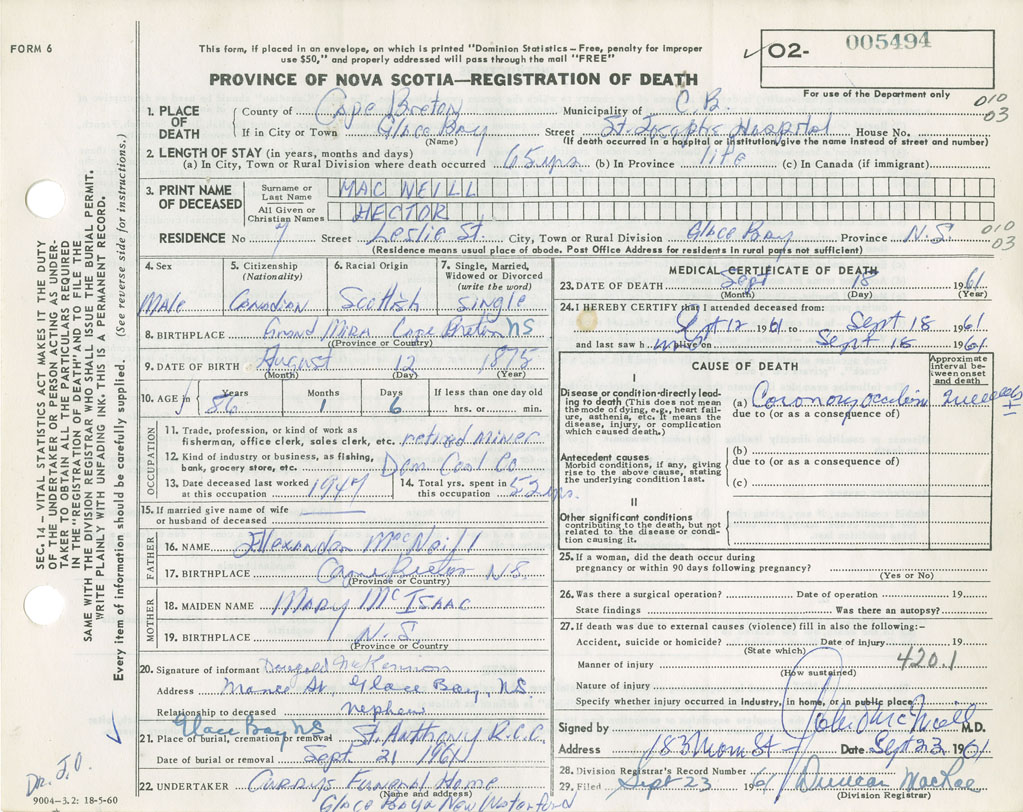 FORM 6
This form, if placed in an envelope, on which is printed "Dominion Statistics – Free, penalty for improper
use $50," and properly addressed will pass through the mail "FREE"
PROVINCE OF NOVA SCOTIA—REGISTRATION OF DEATH
✓ O2- 005494
For use of the Department only
010
03
1. PLACE OF DEATH
County of Cape Breton Municipality of C.B.
If in City or Town Glace Bay Street St. Josephs Hospital House No.
(Name) (If death occurred in a hospital or institution, give the name instead of street and number)
2. LENGTH OF STAY (in years, months and days)
(a) In City, Town or Rural Division where death occurred 65 yrs. (b) In Province life (c) In Canada (if immigrant)
3. PRINT NAME OF DECEASED
Surname or Last Name MAC NEILL
All Given or Christian Names HECTOR
RESIDENCE No 7 Street Leslie St. City, Town or Rural Division Glace Bay Province N.S.
010
03
(Residence means usual place of abode. Post Office Address for residents in rural parts not sufficient)
4. Sex Male
5. Citizenship (Nationality) Canadian
6. Racial Origin Scottish
7. Single, Married, Widowed or Divorced (write the word) Single
8. BIRTHPLACE Grand Mira Cape Breton NS
(Province or Country)
9. DATE OF BIRTH August 12 1875
(Month) (Day) (Year)
10. AGE in Years 86 Months 1 Days 6 If less than one day old hrs. or min.
OCCUPATION
11. Trade, profession, or kind of work as
fisherman, office clerk, sales clerk, etc. retired miner
12. Kind of industry or business, as fishing,
bank, grocery store, etc. Dom Coal Co
13. Date deceased last worked
at this occupation 1947
14. Total yrs. spent in
this occupation 52 yrs.
15. If married give name of wife
or husband of deceased
FATHER
16. NAME Alexander McNeill
17. BIRTHPLACE Cape Breton N.S.
(Province or Country)
MOTHER
18. MAIDEN NAME Mary McIsaac
19. BIRTHPLACE N.S
(Province or Country)
20. Signature of informant
Address St, Glace Bay, NS.
Relationship to deceased nephew
Glace Bay NS
21. Place of burial, cremation or removal St. Anthony R.C.C.
Date of burial or removal Sept. 21 1961
22. UNDERTAKER Curry's Funeral Home
(Name and address)
Glace Bay & New Waterford
Dr. J.O.
9004-3.2: 18-5-60
MEDICAL CERTIFICATE OF DEATH
23. DATE OF DEATH Sept 18 1961
(Month) (Day) (Year)
24. I HEREBY CERTIFY that I attended deceased from:
Sept 12 1961 to Sept 18 1961
and last saw him alive on Sept 18 1961
CAUSE OF DEATH
Approximate interval between onset and death
I
Disease or condition directly leading to death (This does not mean the mode of dying, e.g., heart failure, asthenia, etc. It means the disease, injury, or complication which caused death.)
(a) Coronary occlusion 2 weeks ±
due to (or as a consequence of)
Antecedent causes
Morbid conditions, if any, giving rise to the above cause, stating the underlying condition last.
(b)
due to (or as a consequence of)
(c)
II
Other significant conditions
contributing to the death, but not related to the disease or condition causing it.
25. If a woman, did the death occur during
pregnancy or within 90 days following pregnancy?
(Yes or No)
26. Was there a surgical operation? Date of operation 19
State findings Was there an autopsy?
27. If death was due to external causes (violence) fill in also the following:–
Accident, suicide or homicide? Date of injury 19
(State which)
Manner of injury 420.1
(How sustained)
Nature of injury
Specify whether injury occurred in industry, in home, or in public place
Signed by John McNeill M.D.
Address 183 Main St Date Sept 23 1961
28. Division Registrar's Record Number
29. Filed Sept 23 1961 Duncan MacRae
(Division Registrar)
SEC. 14 – VITAL STATISTICS ACT MAKES IT THE DUTY
OF THE UNDERTAKER OR PERSON ACTING AS UNDER-
TAKER TO OBTAIN ALL THE PARTICULARS REQUIRED
IN THE "REGISTRATION OF DEATH" AND TO FILE THE
SAME WITH THE DIVISION REGISTRAR WHO SHALL ISSUE THE BURIAL PERMIT.
WRITE PLAINLY WITH UNFADING INK. THIS IS A PERMANENT RECORD.
Every item of information should be carefully supplied. (See reverse side for instructions.)